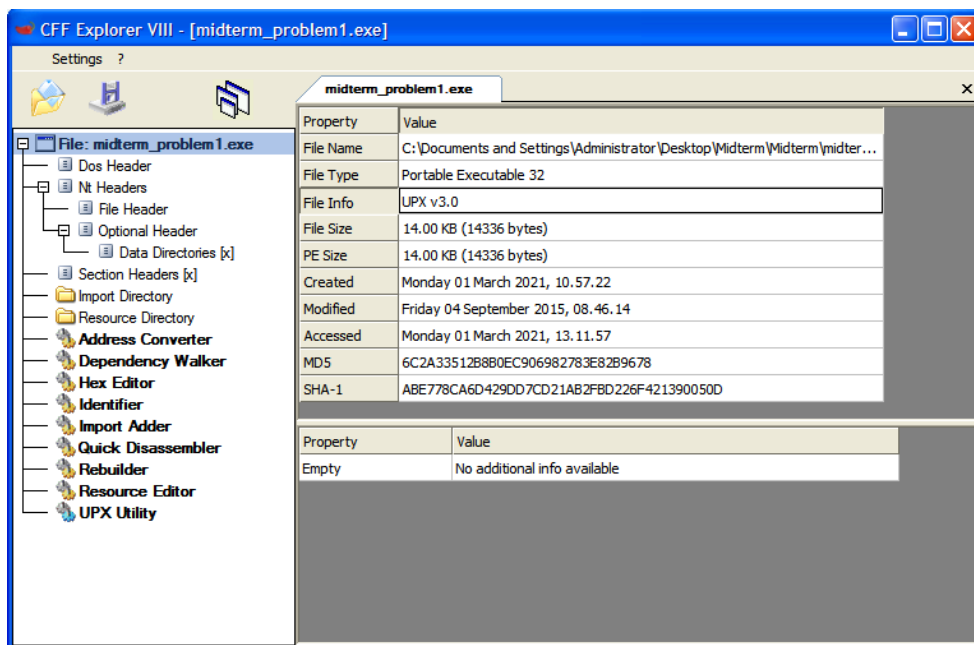 CFF Explorer VIII - [midterm_problem1.exe]
Settings ?
midterm_problem1.exe
File: midterm_problem1.exe
Dos Header
Nt Headers
File Header
Optional Header
Data Directories [x]
Section Headers [x]
Import Directory
Resource Directory
Address Converter
Dependency Walker
Hex Editor
Identifier
Import Adder
Quick Disassembler
Rebuilder
Resource Editor
UPX Utility
Property Value
File Name C:\Documents and Settings\Administrator\Desktop\Midterm\Midterm\midter...
File Type Portable Executable 32
File Info UPX v3.0
File Size 14.00 KB (14336 bytes)
PE Size 14.00 KB (14336 bytes)
Created Monday 01 March 2021, 10.57.22
Modified Friday 04 September 2015, 08.46.14
Accessed Monday 01 March 2021, 13.11.57
MD5 6C2A33512B8B0EC906982783E82B9678
SHA-1 ABE778CA6D429DD7CD21AB2FBD226F421390050D
Property Value
Empty No additional info available